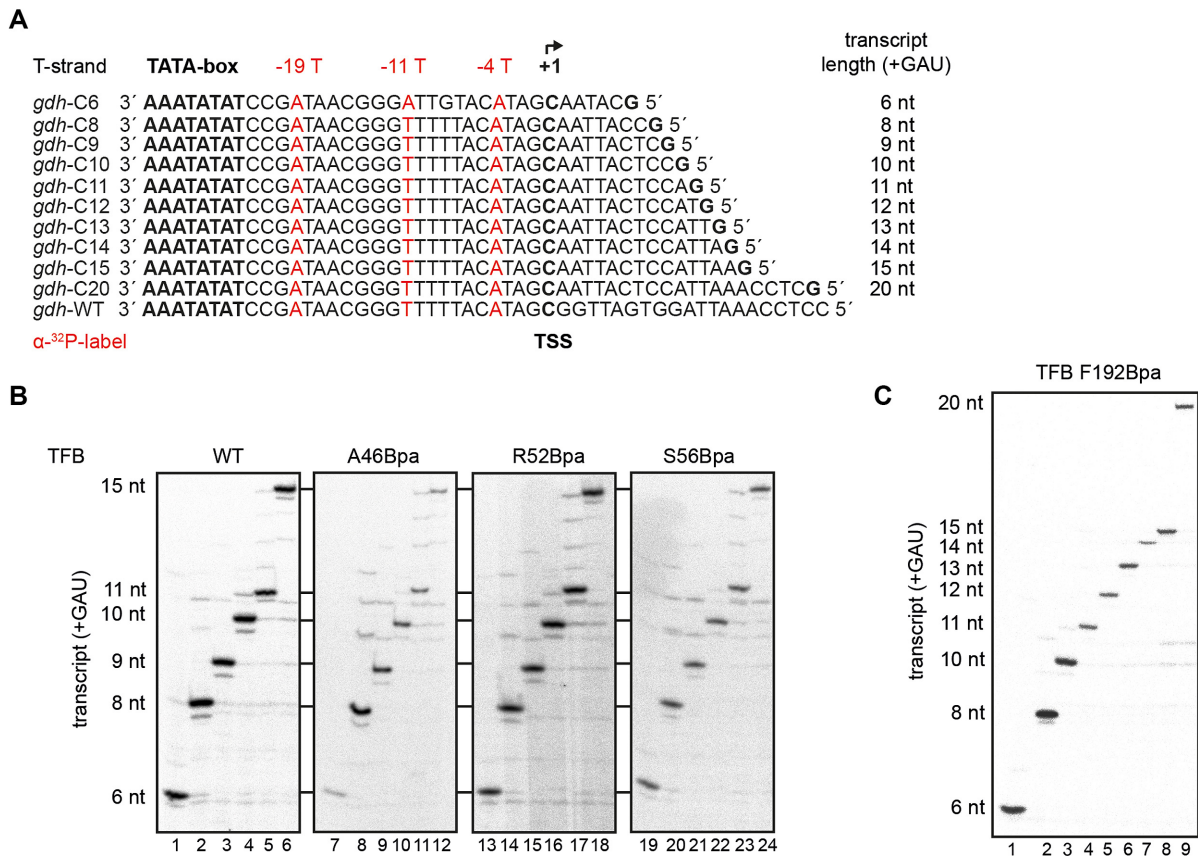 A
T-strand TATA-box -19 T -11 T -4 T +1 transcript length (+GAU)
gdh-C6 3´ AAATATATCCGATAACGGGATTGTACATAGCAATACG 5´ 6 nt
gdh-C8 3´ AAATATATCCGATAACGGGTTTTTACATAGCAATTACCG 5´ 8 nt
gdh-C9 3´ AAATATATCCGATAACGGGTTTTTACATAGCAATTACTCG 5´ 9 nt
gdh-C10 3´ AAATATATCCGATAACGGGTTTTTACATAGCAATTACTCCG 5´ 10 nt
gdh-C11 3´ AAATATATCCGATAACGGGTTTTTACATAGCAATTACTCCAG 5´ 11 nt
gdh-C12 3´ AAATATATCCGATAACGGGTTTTTACATAGCAATTACTCCATG 5´ 12 nt
gdh-C13 3´ AAATATATCCGATAACGGGTTTTTACATAGCAATTACTCCATTG 5´ 13 nt
gdh-C14 3´ AAATATATCCGATAACGGGTTTTTACATAGCAATTACTCCATTAG 5´ 14 nt
gdh-C15 3´ AAATATATCCGATAACGGGTTTTTACATAGCAATTACTCCATTAAG 5´ 15 nt
gdh-C20 3´ AAATATATCCGATAACGGGTTTTTACATAGCAATTACTCCATTAAACCTCG 5´ 20 nt
gdh-WT 3´ AAATATATCCGATAACGGGTTTTTACATAGCGGTTAGTGGATTAAACCTCC 5´
α-³²P-label TSS
B
TFB WT A46Bpa R52Bpa S56Bpa
transcript (+GAU)
15 nt
11 nt
10 nt
9 nt
8 nt
6 nt
1 2 3 4 5 6 7 8 9 10 11 12 13 14 15 16 17 18 19 20 21 22 23 24
C
TFB F192Bpa
transcript (+GAU)
20 nt
15 nt
14 nt
13 nt
12 nt
11 nt
10 nt
8 nt
6 nt
1 2 3 4 5 6 7 8 9